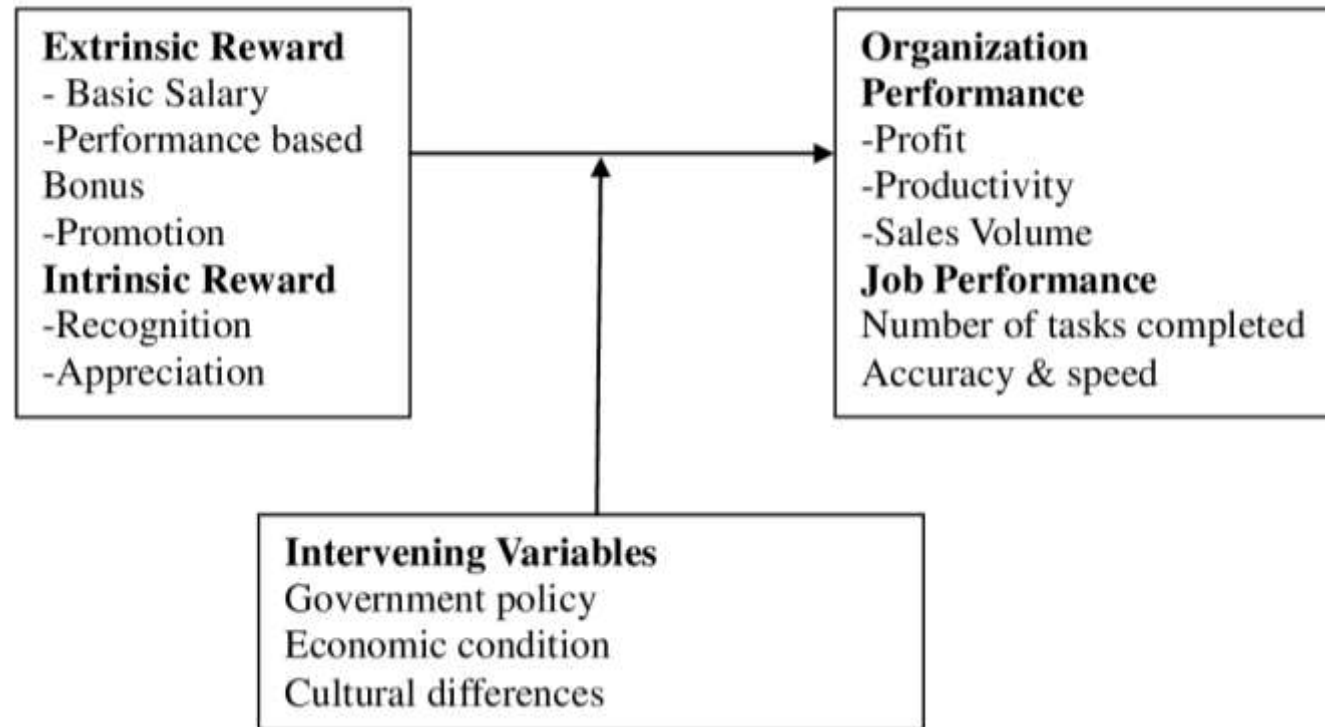 Extrinsic Reward
- Basic Salary
-Performance based
Bonus
-Promotion
Intrinsic Reward
-Recognition
-Appreciation
Organization
Performance
-Profit
-Productivity
-Sales Volume
Job Performance
Number of tasks completed
Accuracy & speed
Intervening Variables
Government policy
Economic condition
Cultural differences